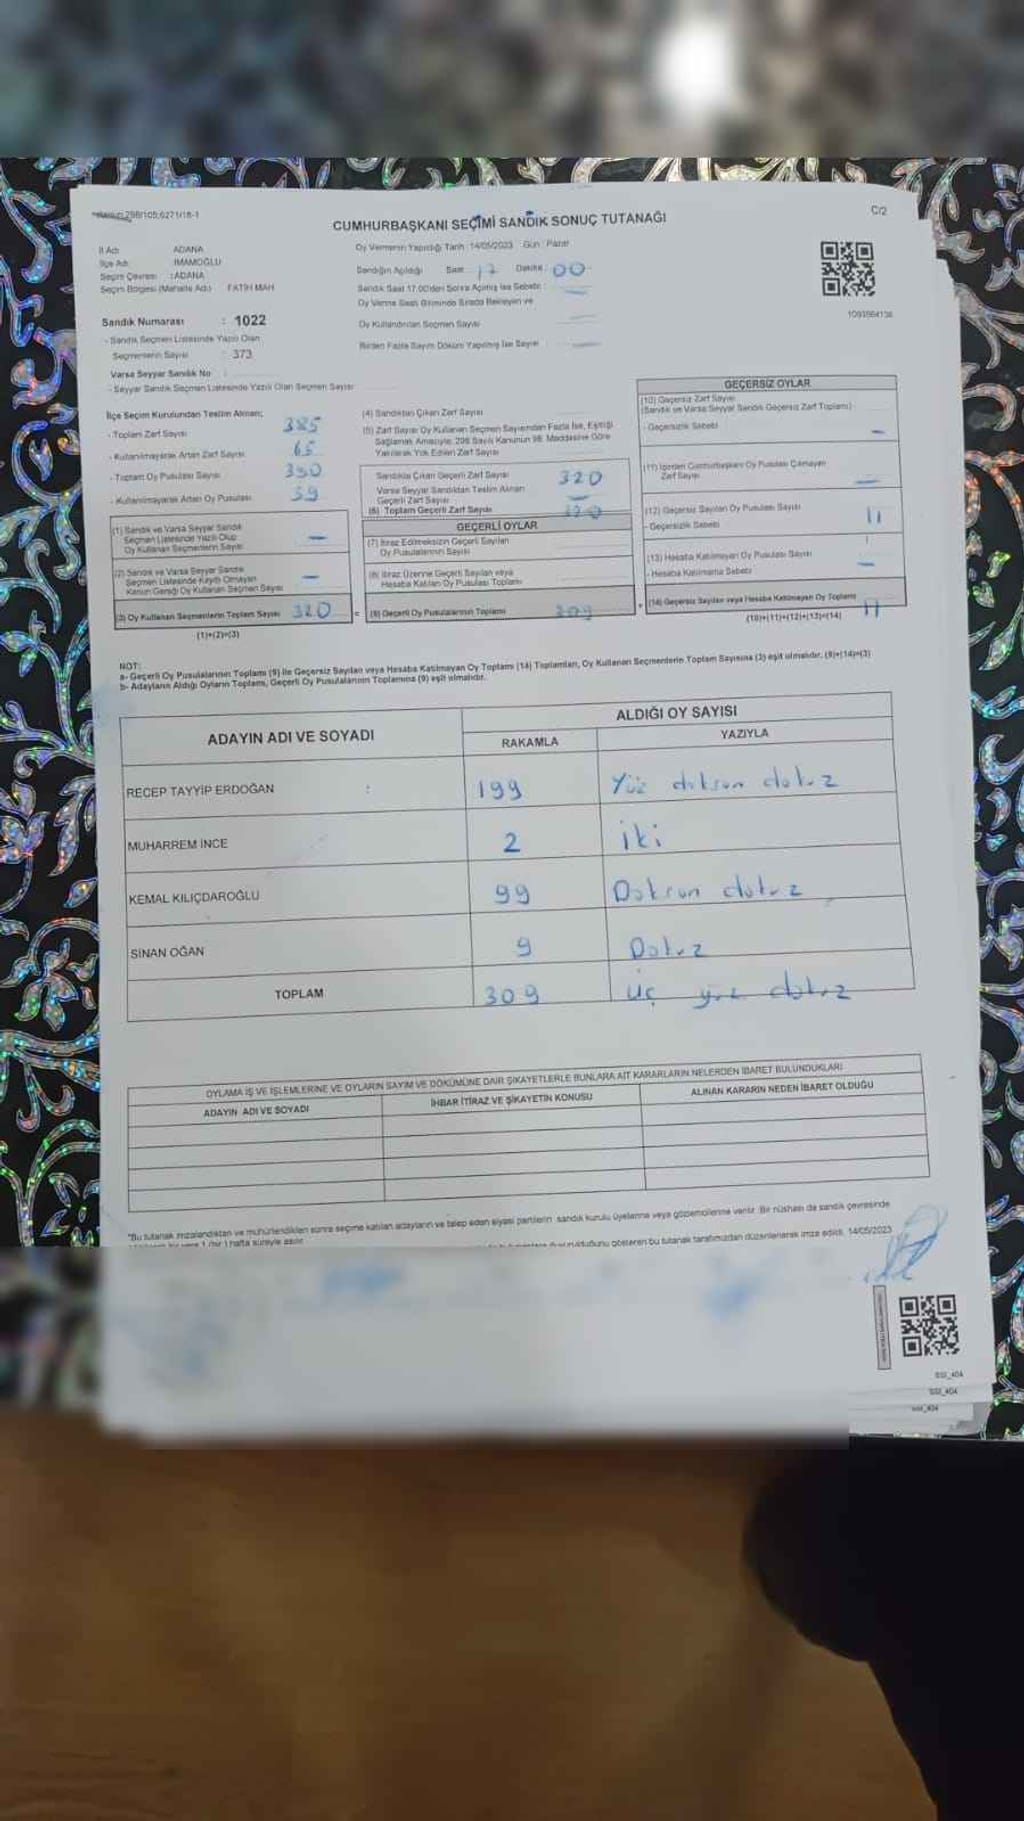 298/105;6271/18-1
C/2
CUMHURBAŞKANI SEÇİMİ SANDIK SONUÇ TUTANAĞI
İl Adı ADANA
İlçe Adı İMAMOĞLU
Seçim Çevresi : ADANA
Seçim Bölgesi (Mahalle Adı) FATİH MAH
Oy Vermenin Yapıldığı Tarih :14/05/2023 Gün : Pazar
Sandığın Açıldığı Saat : 17 Dakika : 00
Sandık Saat 17.00'den Sonra Açılmış İse Sebebi :
Oy Verme Saati Bitiminde Sırada Bekleyen ve
Oy Kullandırılan Seçmen Sayısı
Birden Fazla Sayım Döküm Yapılmış İse Sayısı
Sandık Numarası : 1022
- Sandık Seçmen Listesinde Yazılı Olan
Seçmenlerin Sayısı : 373
Varsa Seyyar Sandık No :
- Seyyar Sandık Seçmen Listesinde Yazılı Olan Seçmen Sayısı
İlçe Seçim Kurulundan Teslim Alınan;
- Toplam Zarf Sayısı 385
- Kullanılmayarak Artan Zarf Sayısı 65
- Toplam Oy Pusulası Sayısı
- Kullanılmayarak Artan Oy Pusulası
(1) Sandık ve Varsa Seyyar Sandık
Seçmen Listesinde Yazılı Olup
Oy Kullanan Seçmenlerin Sayısı -
(2) Sandık ve Varsa Seyyar Sandık
Seçmen Listesinde Kayıtlı Olmayan
Kanun Gereği Oy Kullanan Seçmen Sayısı -
(3) Oy Kullanan Seçmenlerin Toplam Sayısı 320
(1)+(2)=(3)
(4) Sandıktan Çıkan Zarf Sayısı
(5) Zarf Sayısı Oy Kullanan Seçmen Sayısından Fazla İse, Eşitliği
Sağlamak Amacıyla, 298 Sayılı Kanunun 98. Maddesine Göre
Yakılarak Yok Edilen Zarf Sayısı
Sandıkta Çıkan Geçerli Zarf Sayısı 320
Varsa Seyyar Sandıktan Teslim Alınan
Geçerli Zarf Sayısı -
(6) Toplam Geçerli Zarf Sayısı 320
GEÇERLİ OYLAR
(7) İtiraz Edilmeksizin Geçerli Sayılan
Oy Pusulalarının Sayısı
(8) İtiraz Üzerine Geçerli Sayılan veya
Hesaba Katılan Oy Pusulası Toplamı
= (9) Geçerli Oy Pusulalarının Toplamı 309
GEÇERSİZ OYLAR
(10) Geçersiz Zarf Sayısı
(Sandık ve Varsa Seyyar Sandık Geçersiz Zarf Toplamı)
- Geçersizlik Sebebi -
(11) İçinden Cumhurbaşkanı Oy Pusulası Çıkmayan
Zarf Sayısı -
(12) Geçersiz Sayılan Oy Pusulası Sayısı 11
- Geçersizlik Sebebi
(13) Hesaba Katılmayan Oy Pusulası Sayısı -
- Hesaba Katılmama Sebebi
+ (14) Geçersiz Sayılan veya Hesaba Katılmayan Oy Toplamı 11
(10)+(11)+(12)+(13)=(14)
NOT:
a- Geçerli Oy Pusulalarının Toplamı (9) ile Geçersiz Sayılan veya Hesaba Katılmayan Oy Toplamı (14) Toplamları, Oy Kullanan Seçmenlerin Toplam Sayısına (3) eşit olmalıdır. (9)+(14)=(3)
b- Adayların Aldığı Oyların Toplamı, Geçerli Oy Pusulalarının Toplamına (9) eşit olmalıdır.
ADAYIN ADI VE SOYADI ALDIĞI OY SAYISI
RAKAMLA YAZIYLA
RECEP TAYYİP ERDOĞAN : 199 Yüz doksan dokuz
MUHARREM İNCE 2 iki
KEMAL KILIÇDAROĞLU 99 Doksan dokuz
SİNAN OĞAN 9 Dokuz
TOPLAM 309 üç yüz dokuz
OYLAMA İŞ VE İŞLEMLERİNE VE OYLARIN SAYIM VE DÖKÜMÜNE DAİR ŞİKAYETLERLE BUNLARA AİT KARARLARIN NELERDEN İBARET BULUNDUKLARI
ADAYIN ADI VE SOYADI İHBAR İTİRAZ VE ŞİKAYETİN KONUSU ALINAN KARARIN NEDEN İBARET OLDUĞU
"Bu tutanak imzalandıktan ve mühürlendikten sonra seçime katılan adayların ve talep eden siyasi partilerin sandık kurulu üyelerine veya gözlemcilerine verilir. Bir nüshası da sandık çevresinde
gösteren bu tutanak tarafımızdan düzenlenerek imza edildi. 14/05/2023
SSI_404
SSI_404
SSI_404